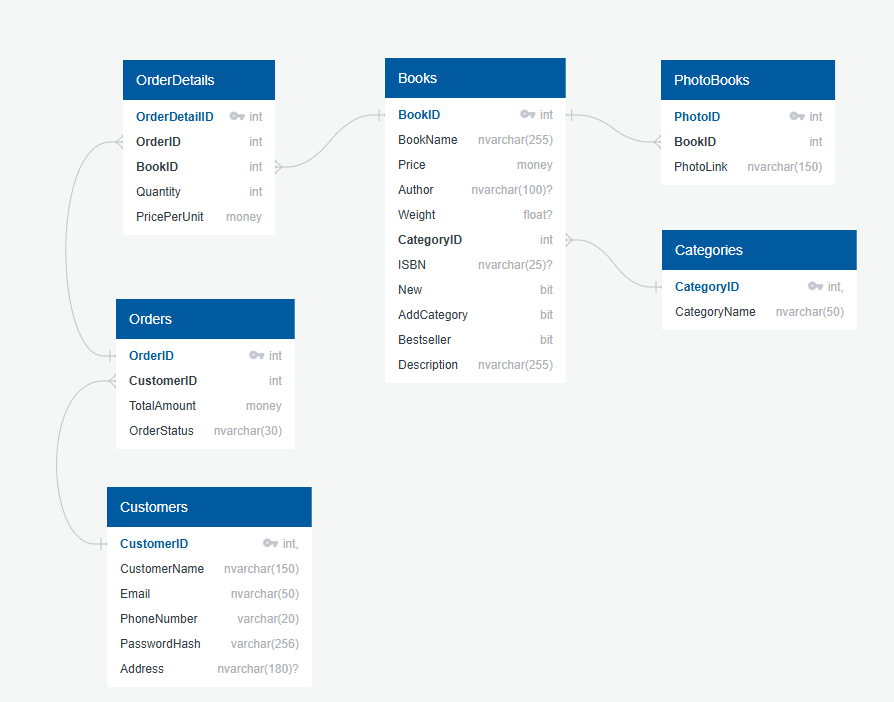 OrderDetails
OrderDetailID int
OrderID int
BookID int
Quantity int
PricePerUnit money
Books
BookID int
BookName nvarchar(255)
Price money
Author nvarchar(100)?
Weight float?
CategoryID int
ISBN nvarchar(25)?
New bit
AddCategory bit
Bestseller bit
Description nvarchar(255)
PhotoBooks
PhotoID int
BookID int
PhotoLink nvarchar(150)
Categories
CategoryID int,
CategoryName nvarchar(50)
Orders
OrderID int
CustomerID int
TotalAmount money
OrderStatus nvarchar(30)
Customers
CustomerID int,
CustomerName nvarchar(150)
Email nvarchar(50)
PhoneNumber varchar(20)
PasswordHash varchar(256)
Address nvarchar(180)?